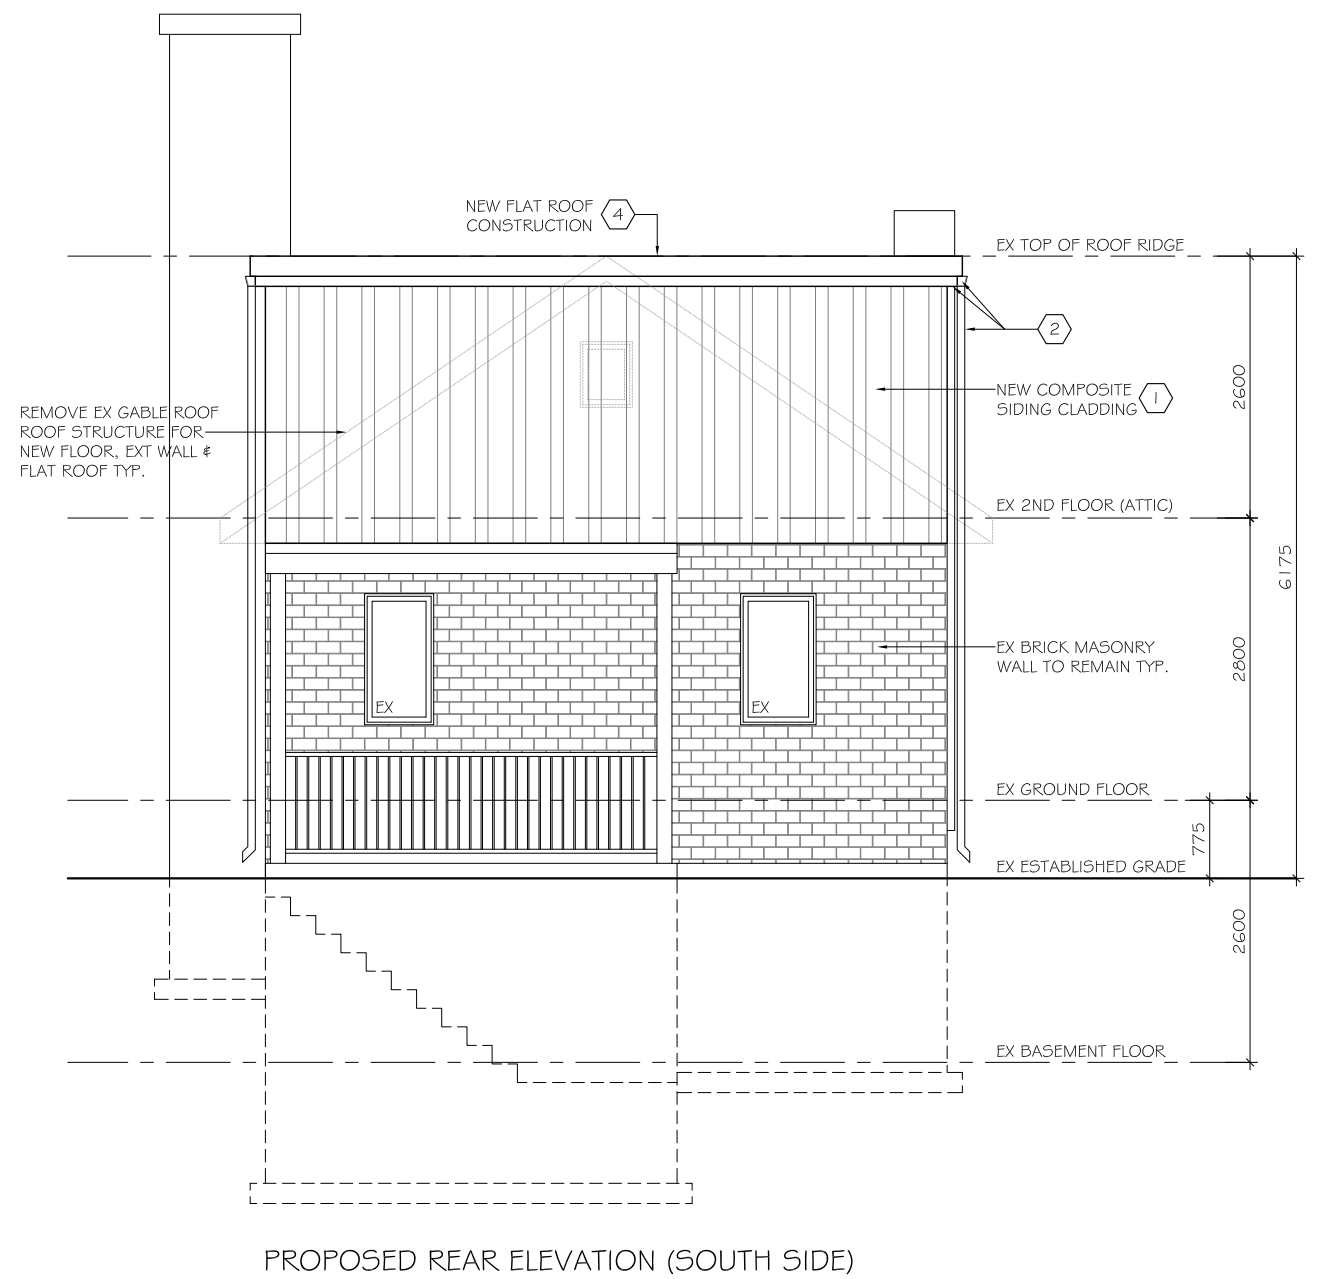 NEW FLAT ROOF
CONSTRUCTION
4
EX TOP OF ROOF RIDGE
2
2600
NEW COMPOSITE
SIDING CLADDING
1
REMOVE EX GABLE ROOF
ROOF STRUCTURE FOR
NEW FLOOR, EXT WALL &
FLAT ROOF TYP.
EX 2ND FLOOR (ATTIC)
6175
EX BRICK MASONRY
WALL TO REMAIN TYP.
2800
EX
EX
EX GROUND FLOOR
775
EX ESTABLISHED GRADE
2600
EX BASEMENT FLOOR
PROPOSED REAR ELEVATION (SOUTH SIDE)